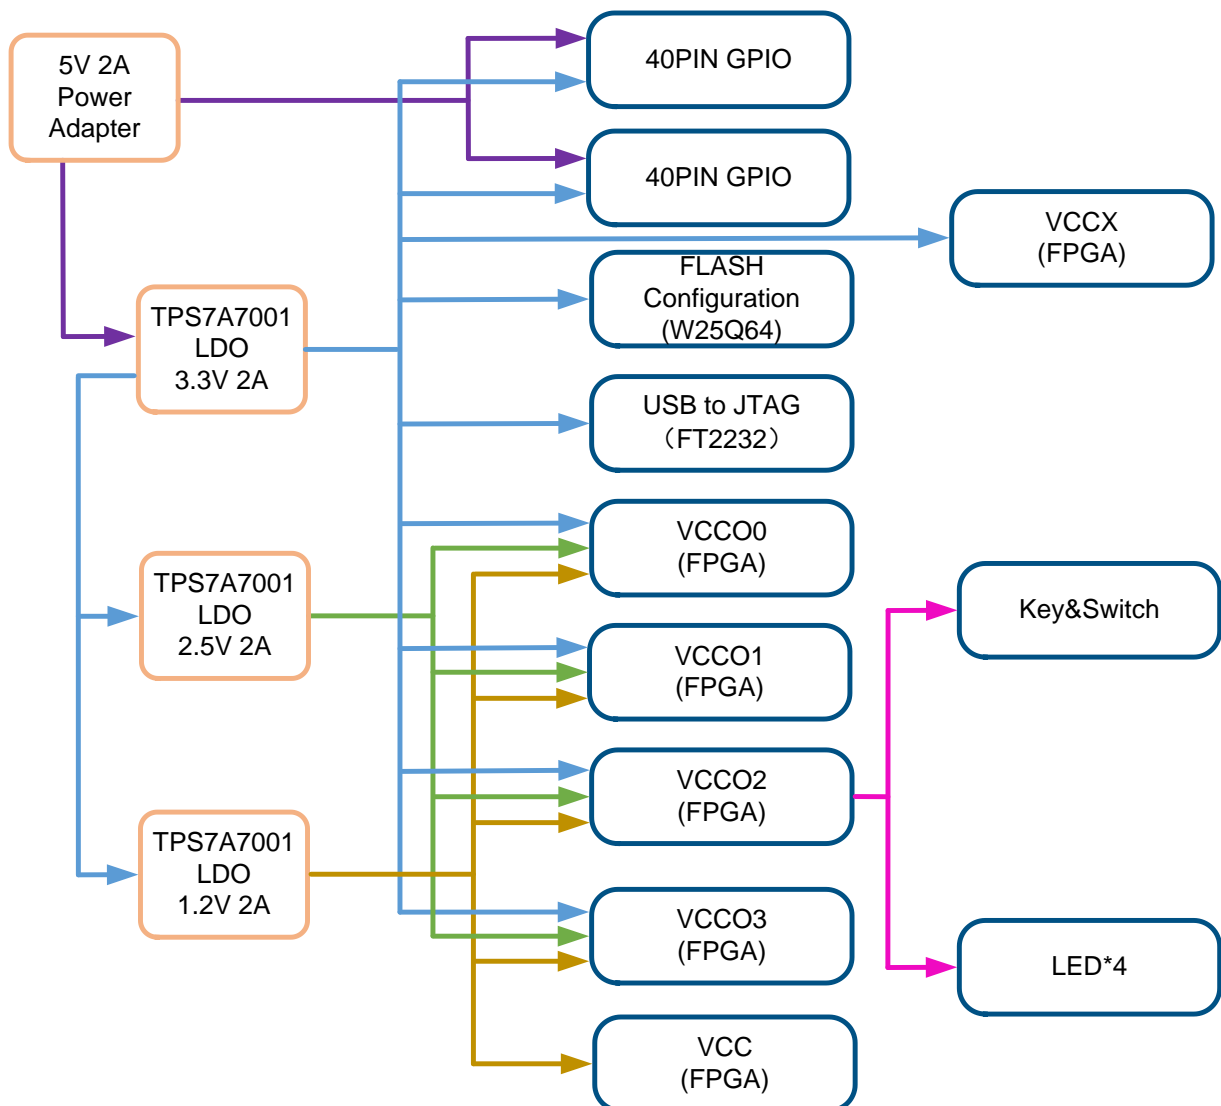 5V 2A
Power
Adapter
40PIN GPIO
40PIN GPIO
VCCX
(FPGA)
FLASH
Configuration
(W25Q64)
TPS7A7001
LDO
3.3V 2A
USB to JTAG
（FT2232）
VCCO0
(FPGA)
TPS7A7001
LDO
2.5V 2A
Key&Switch
VCCO1
(FPGA)
VCCO2
(FPGA)
TPS7A7001
LDO
1.2V 2A
VCCO3
(FPGA)
LED*4
VCC
(FPGA)